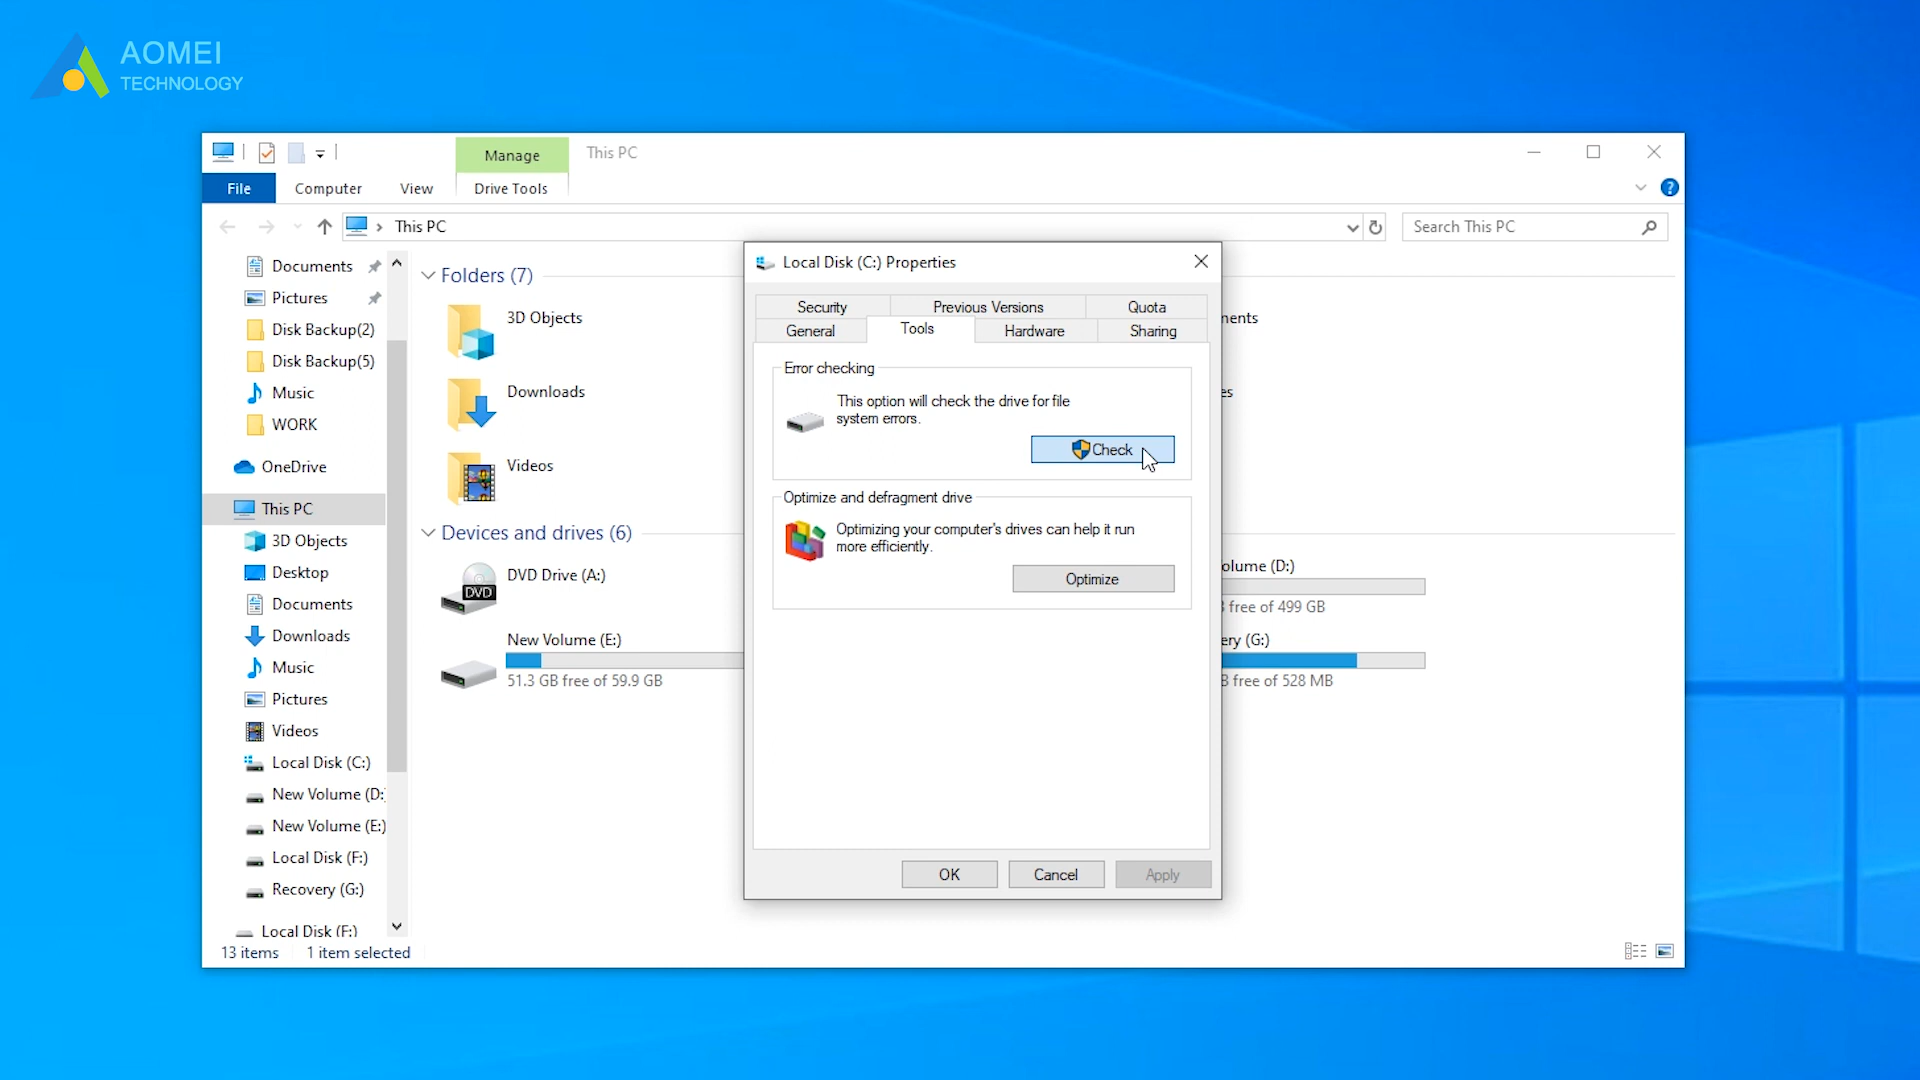 AOMEI
TECHNOLOGY
Manage
This PC
File
Computer
View
Drive Tools
This PC
Search This PC
Documents
Pictures
Disk Backup(2)
Disk Backup(5)
Music
WORK
OneDrive
This PC
3D Objects
Desktop
Documents
Downloads
Music
Pictures
Videos
Local Disk (C:)
New Volume (D:
New Volume (E:)
Local Disk (F:)
Recovery (G:)
Local Disk (F:)
13 items
1 item selected
Folders (7)
3D Objects
Downloads
Videos
Devices and drives (6)
DVD Drive (A:)
DVD
New Volume (E:)
51.3 GB free of 59.9 GB
Local Disk (C:) Properties
Security
Previous Versions
Quota
General
Tools
Hardware
Sharing
Error checking
This option will check the drive for file
system errors.
Check
Optimize and defragment drive
Optimizing your computer's drives can help it run
more efficiently.
Optimize
OK
Cancel
Apply
nents
es
olume (D:)
free of 499 GB
ery (G:)
B free of 528 MB